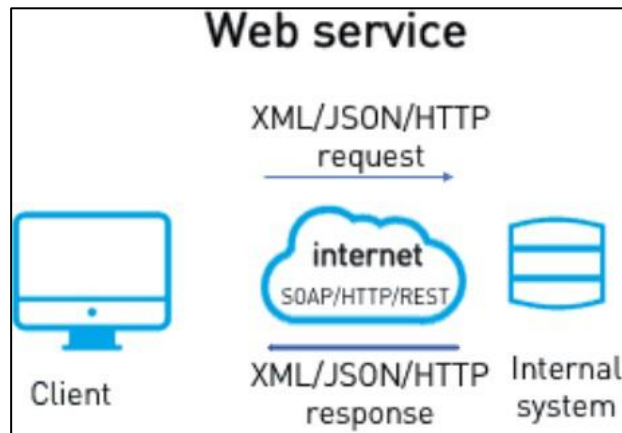 Web service
XML/JSON/HTTP
request
internet
SOAP/HTTP/REST
Client
XML/JSON/HTTP
response
Internal
system